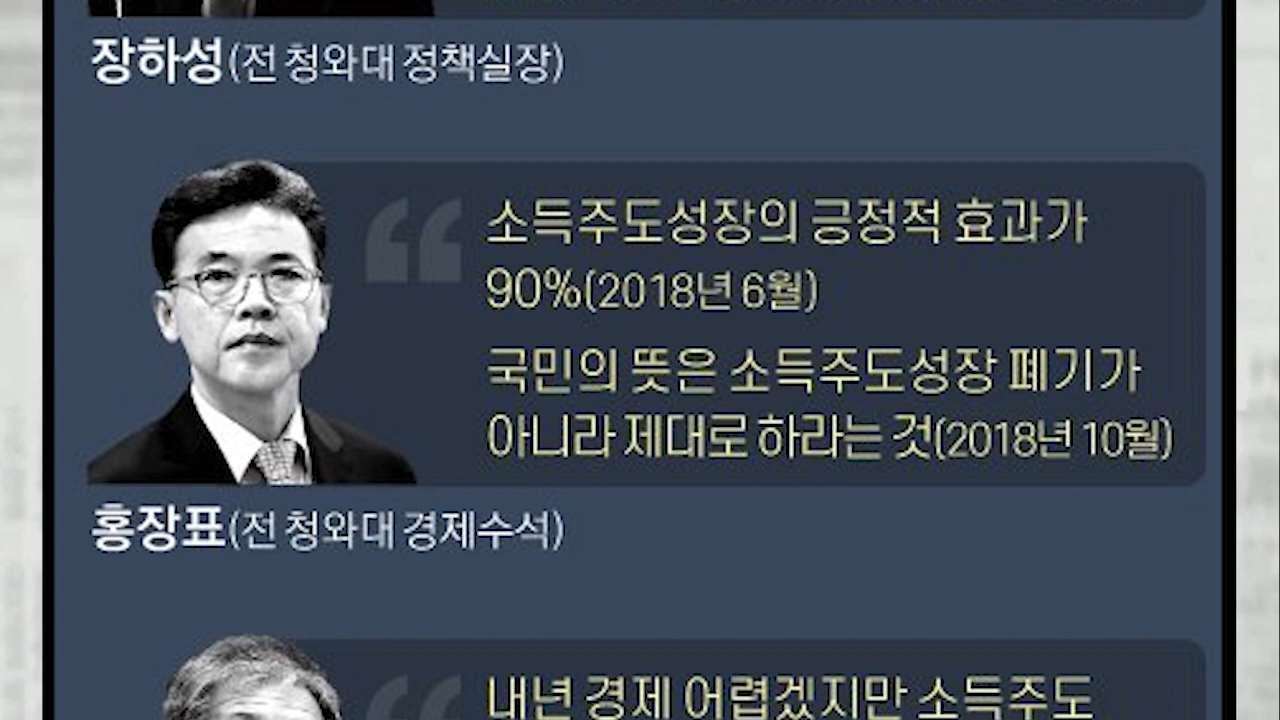 장하성(전 청와대 정책실장)
소득주도성장의 긍정적 효과가
90%(2018년 6월)
국민의 뜻은 소득주도성장 폐기가
아니라 제대로 하라는 것(2018년 10월)
홍장표(전 청와대 경제수석)
내년 경제 어렵겠지만 소득주도